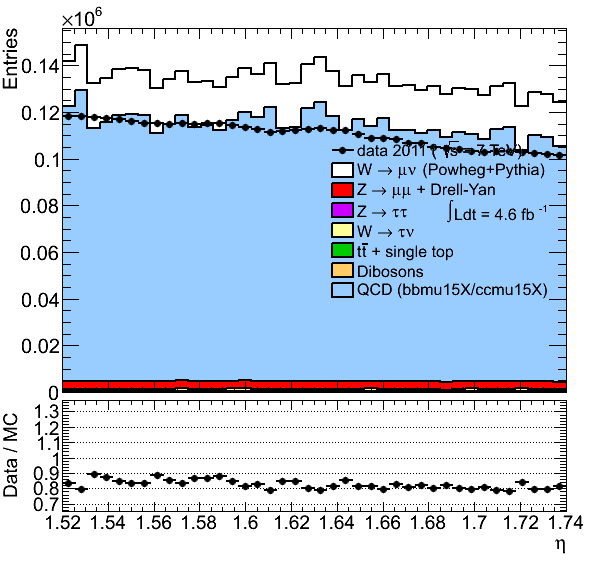 ×10⁶
Entries
0.14
0.12
0.1
0.08
0.06
0.04
0.02
0
data 2011 ( √s = 7 TeV)
W → μν (Powheg+Pythia)
Z → μμ + Drell-Yan
Z → ττ
∫Ldt = 4.6 fb⁻¹
W → τν
tt̄ + single top
Dibosons
QCD (bbmu15X/ccmu15X)
Data / MC
1.3
1.2
1.1
1
0.9
0.8
0.7
1.52 1.54 1.56 1.58 1.6 1.62 1.64 1.66 1.68 1.7 1.72 1.74
η